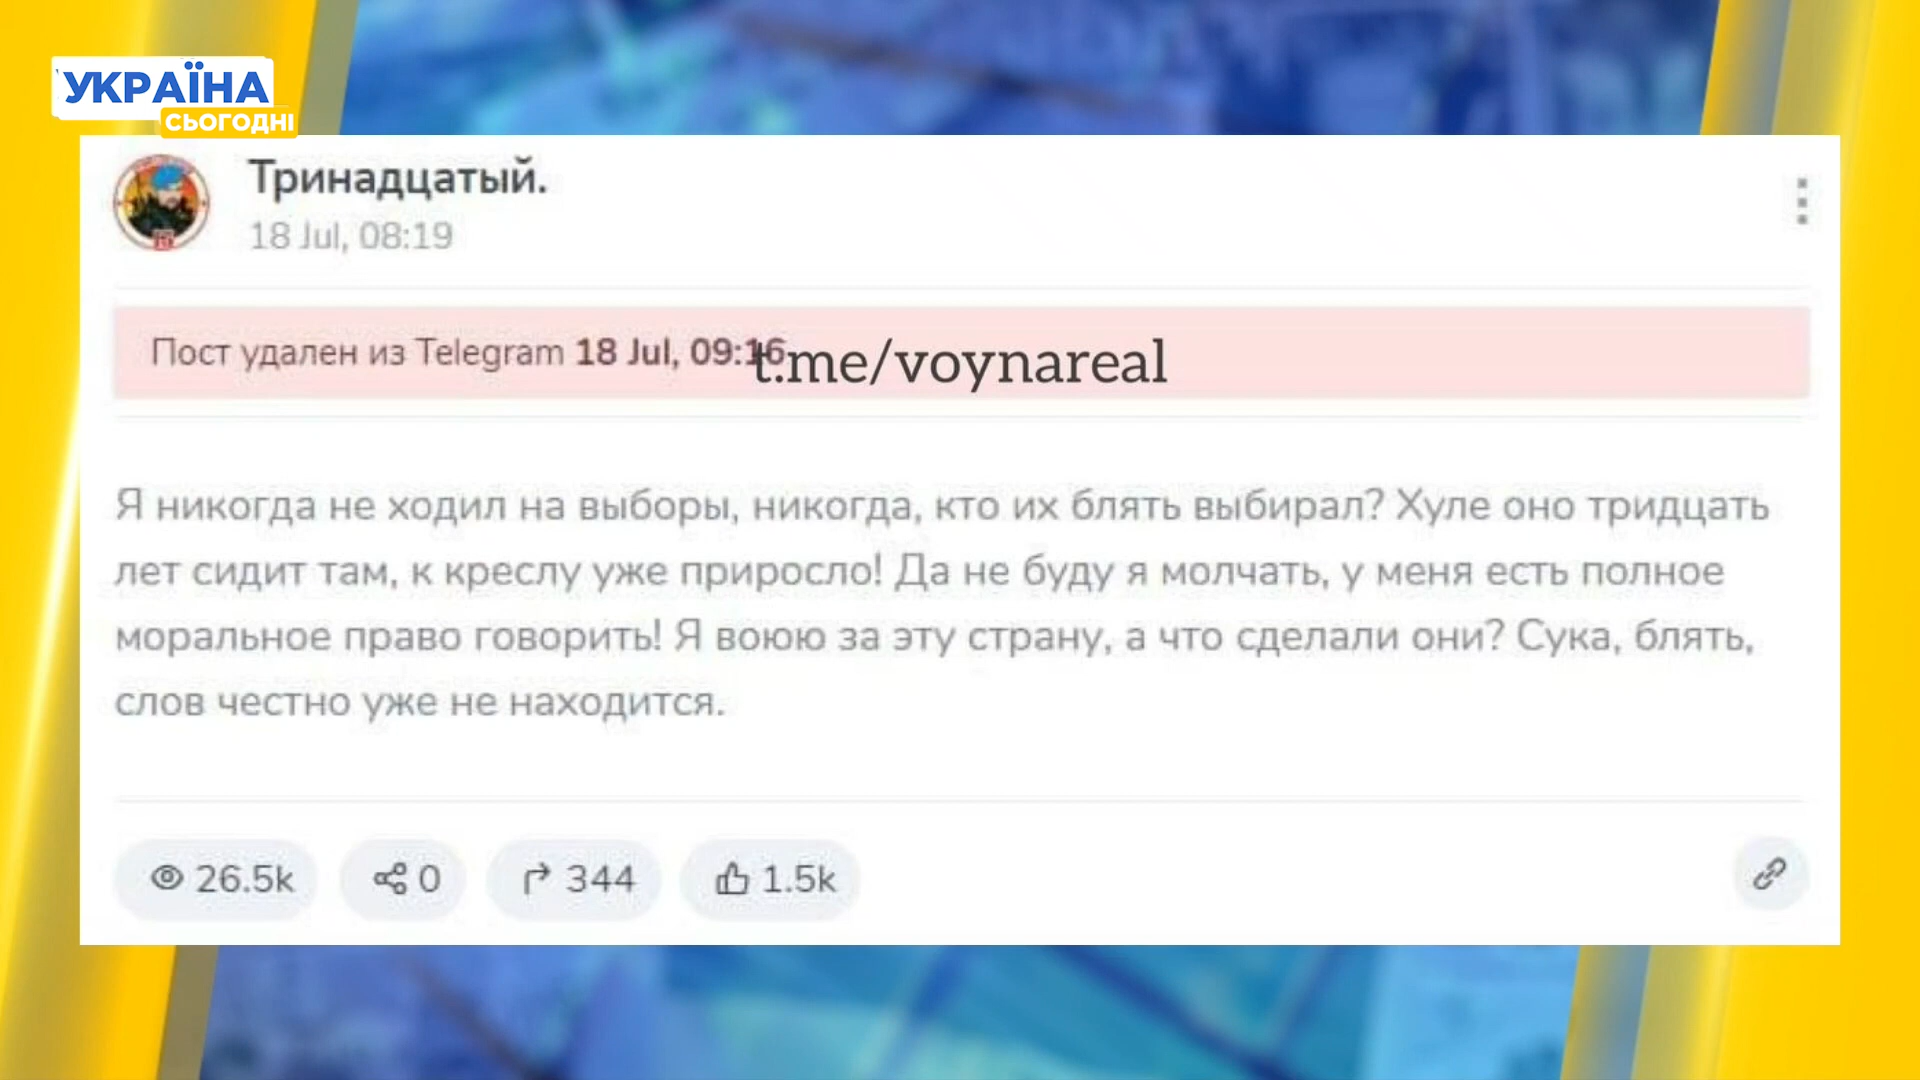 УКРАЇНА
СЬОГОДНІ
Тринадцатый.
18 Jul, 08:19
Пост удален из Telegram 18 Jul, 09:16
t.me/voynareal
Я никогда не ходил на выборы, никогда, кто их блять выбирал? Хуле оно тридцать
лет сидит там, к креслу уже приросло! Да не буду я молчать, у меня есть полное
моральное право говорить! Я воюю за эту страну, а что сделали они? Сука, блять,
слов честно уже не находится.
26.5k 0 344 1.5k